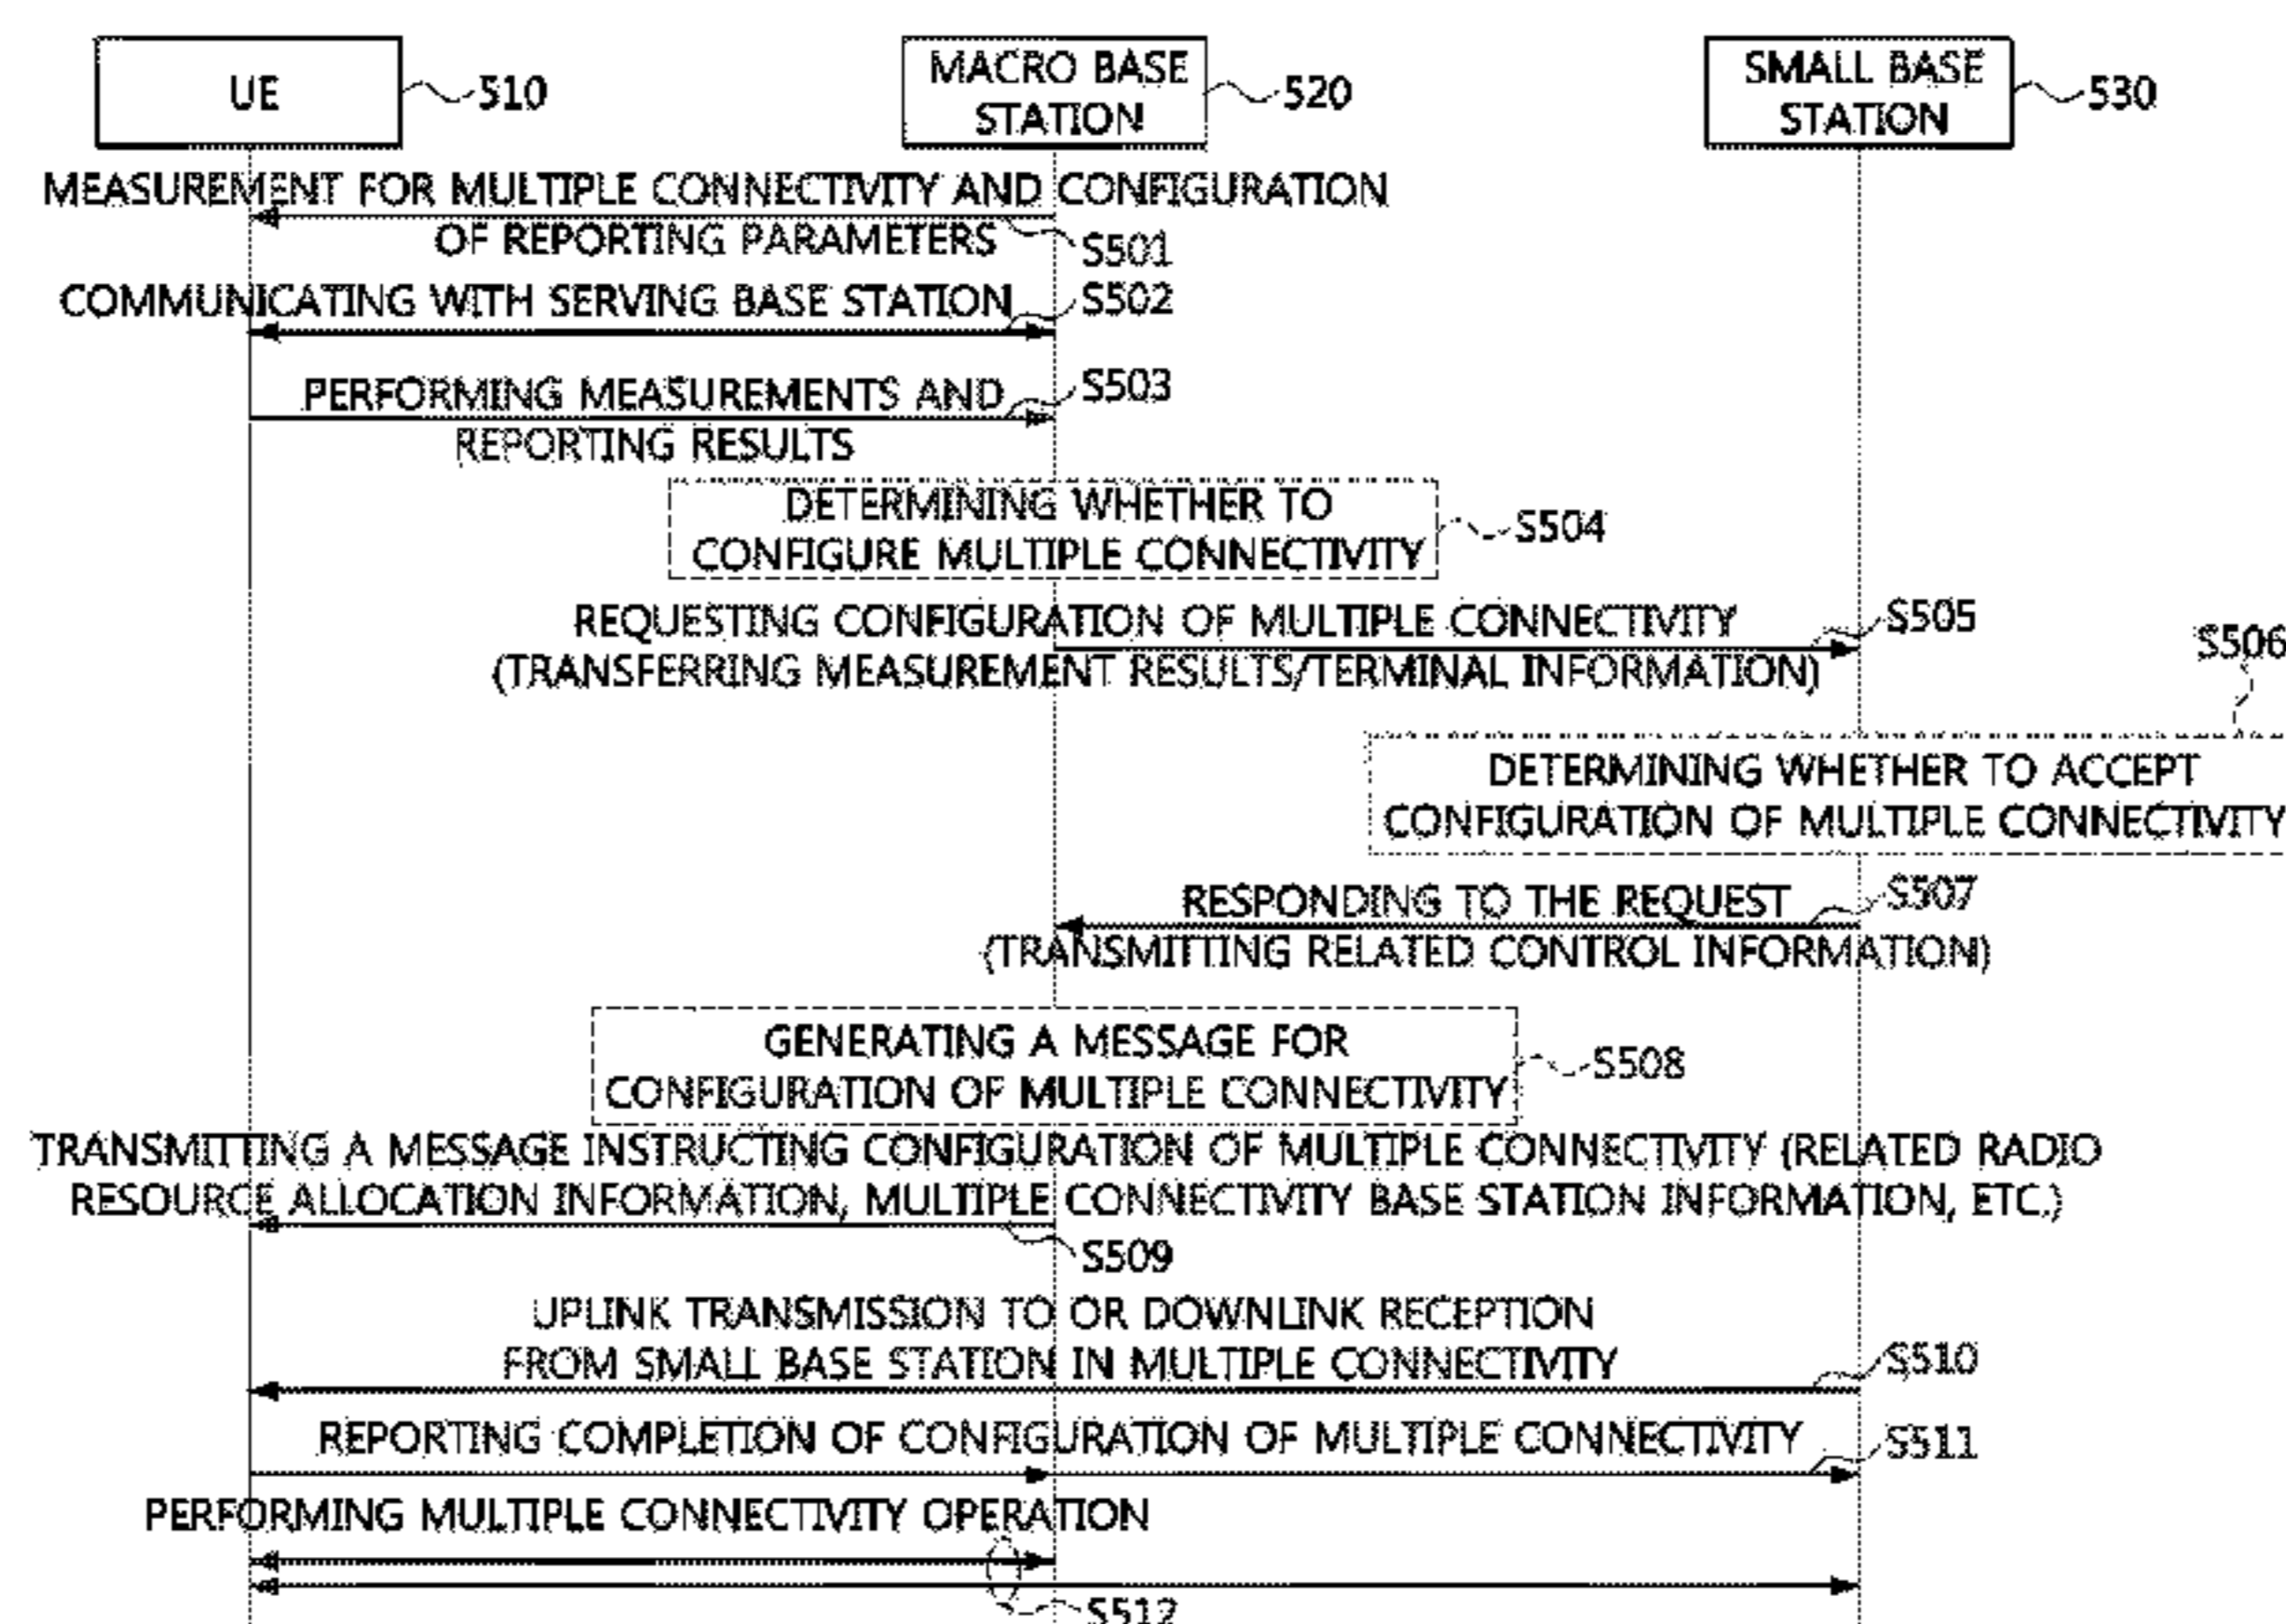 UE
510
MACRO BASE
STATION
520
SMALL BASE
STATION
530
MEASUREMENT FOR MULTIPLE CONNECTIVITY AND CONFIGURATION
OF REPORTING PARAMETERS
S501
COMMUNICATING WITH SERVING BASE STATION
S502
PERFORMING MEASUREMENTS AND
S503
REPORTING RESULTS
DETERMINING WHETHER TO
CONFIGURE MULTIPLE CONNECTIVITY
S504
REQUESTING CONFIGURATION OF MULTIPLE CONNECTIVITY
S505
(TRANSFERRING MEASUREMENT RESULTS/TERMINAL INFORMATION)
S506
DETERMINING WHETHER TO ACCEPT
CONFIGURATION OF MULTIPLE CONNECTIVITY
RESPONDING TO THE REQUEST
S507
(TRANSMITTING RELATED CONTROL INFORMATION)
GENERATING A MESSAGE FOR
CONFIGURATION OF MULTIPLE CONNECTIVITY
S508
TRANSMITTING A MESSAGE INSTRUCTING CONFIGURATION OF MULTIPLE CONNECTIVITY (RELATED RADIO
RESOURCE ALLOCATION INFORMATION, MULTIPLE CONNECTIVITY BASE STATION INFORMATION, ETC.)
S509
UPLINK TRANSMISSION TO OR DOWNLINK RECEPTION
FROM SMALL BASE STATION IN MULTIPLE CONNECTIVITY
S510
REPORTING COMPLETION OF CONFIGURATION OF MULTIPLE CONNECTIVITY
S511
PERFORMING MULTIPLE CONNECTIVITY OPERATION
S512